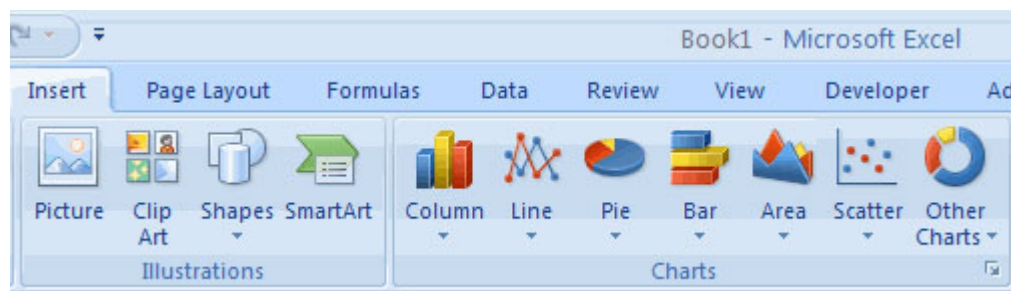 Book1 - Microsoft Excel
Insert Page Layout Formulas Data Review View Developer
Picture Clip Art Shapes SmartArt Column Line Pie Bar Area Scatter Other Charts
Illustrations Charts